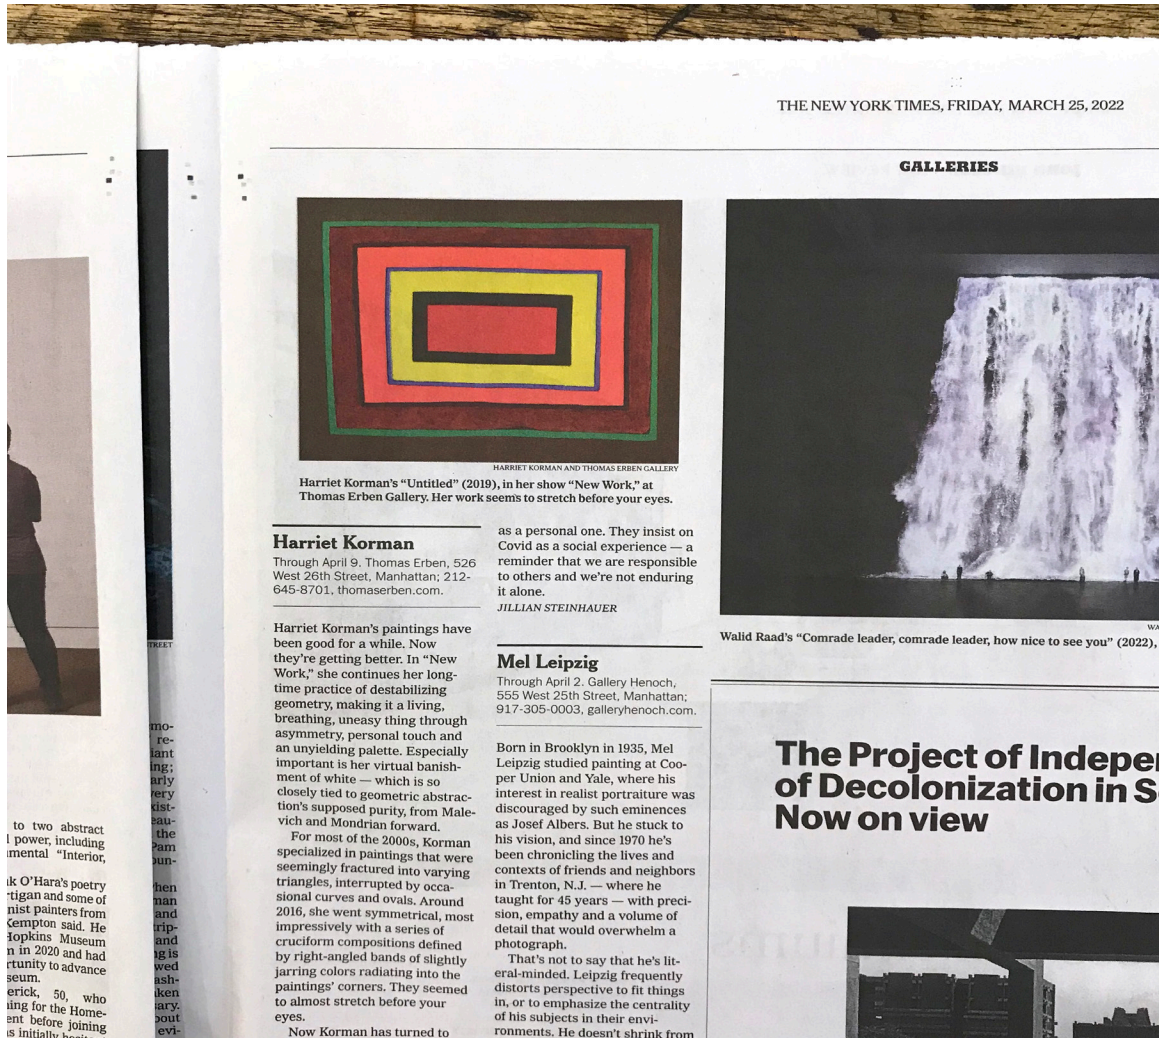 THE NEW YORK TIMES, FRIDAY, MARCH 25, 2022
GALLERIES
HARRIET KORMAN AND THOMAS ERBEN GALLERY
Harriet Korman’s “Untitled” (2019), in her show “New Work,” at
Thomas Erben Gallery. Her work seems to stretch before your eyes.
Harriet Korman
Through April 9. Thomas Erben, 526
West 26th Street, Manhattan; 212-
645-8701, thomaserben.com.
Harriet Korman’s paintings have
been good for a while. Now
they’re getting better. In “New
Work,” she continues her long-
time practice of destabilizing
geometry, making it a living,
breathing, uneasy thing through
asymmetry, personal touch and
an unyielding palette. Especially
important is her virtual banish-
ment of white — which is so
closely tied to geometric abstrac-
tion’s supposed purity, from Male-
vich and Mondrian forward.
For most of the 2000s, Korman
specialized in paintings that were
seemingly fractured into varying
triangles, interrupted by occa-
sional curves and ovals. Around
2016, she went symmetrical, most
impressively with a series of
cruciform compositions defined
by right-angled bands of slightly
jarring colors radiating into the
paintings’ corners. They seemed
to almost stretch before your
eyes.
Now Korman has turned to
as a personal one. They insist on
Covid as a social experience — a
reminder that we are responsible
to others and we’re not enduring
it alone.
JILLIAN STEINHAUER
Mel Leipzig
Through April 2. Gallery Henoch,
555 West 25th Street, Manhattan;
917-305-0003, galleryhenoch.com.
Born in Brooklyn in 1935, Mel
Leipzig studied painting at Coo-
per Union and Yale, where his
interest in realist portraiture was
discouraged by such eminences
as Josef Albers. But he stuck to
his vision, and since 1970 he’s
been chronicling the lives and
contexts of friends and neighbors
in Trenton, N.J. — where he
taught for 45 years — with preci-
sion, empathy and a volume of
detail that would overwhelm a
photograph.
That’s not to say that he’s lit-
eral-minded. Leipzig frequently
distorts perspective to fit things
in, or to emphasize the centrality
of his subjects in their envi-
ronments. He doesn’t shrink from
Walid Raad’s “Comrade leader, comrade leader, how nice to see you” (2022),
The Project of Indepen
of Decolonization in S
Now on view
to two abstract
power, including
mental “Interior,
O’Hara’s poetry
rtigan and some of
nist painters from
Kempton said. He
Hopkins Museum
in 2020 and had
rtunity to advance
seum.
erick, 50, who
ing for the Home-
ent before joining